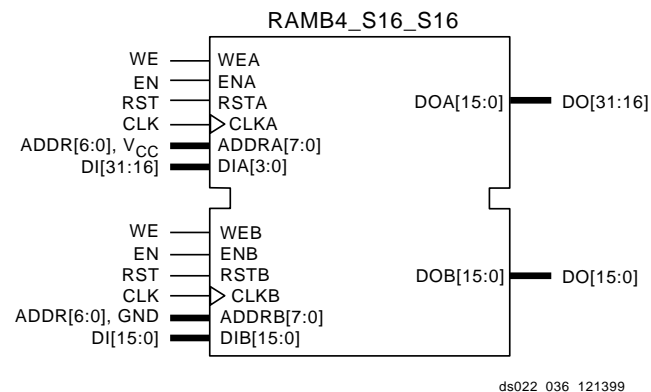 RAMB4_S16_S16
WE WEA
EN ENA
RST RSTA DOA[15:0] DO[31:16]
CLK CLKA
ADDR[6:0], VCC ADDRA[7:0]
DI[31:16] DIA[3:0]
WE WEB
EN ENB
RST RSTB DOB[15:0] DO[15:0]
CLK CLKB
ADDR[6:0], GND ADDRB[7:0]
DI[15:0] DIB[15:0]
ds022_036_121399